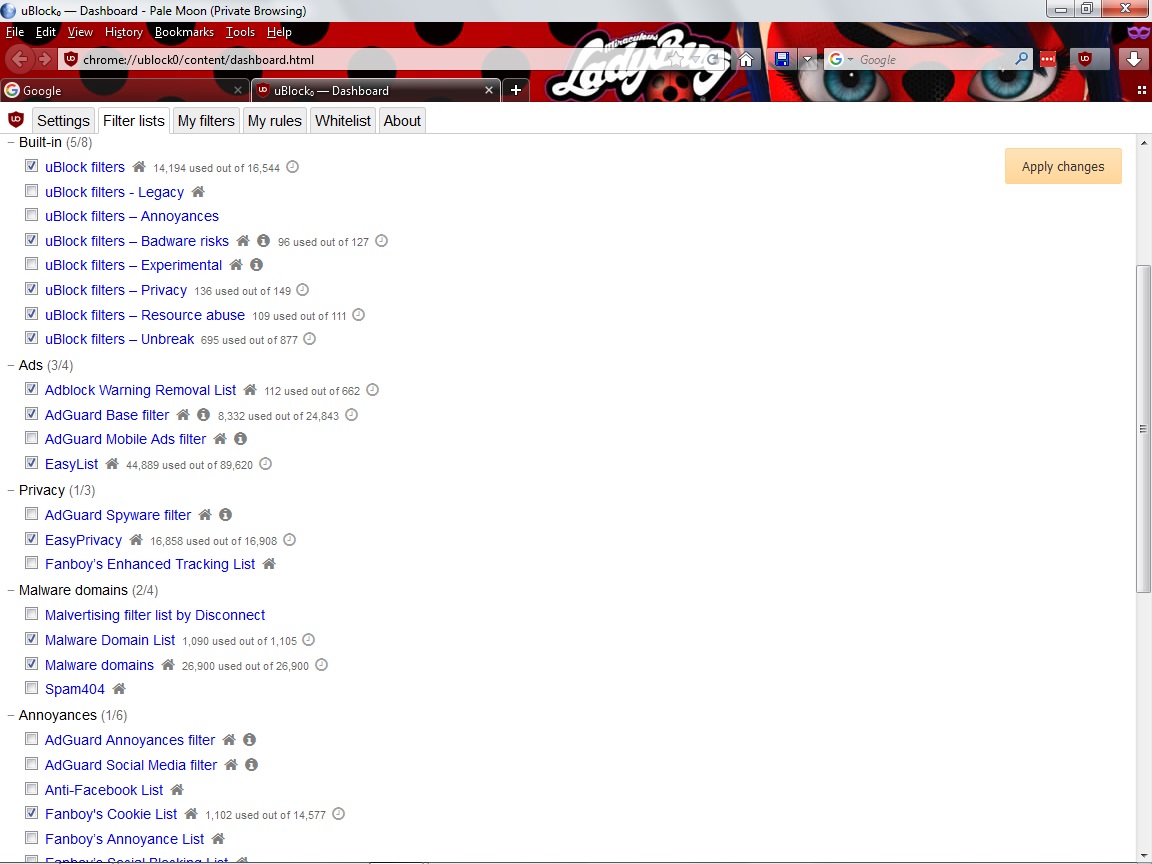 uBlock₀ — Dashboard - Pale Moon (Private Browsing)
File Edit View History Bookmarks Tools Help
chrome://ublock0/content/dashboard.html
Google
Miraculous
LadyBug
Google
uBlock₀ — Dashboard
Settings Filter lists My filters My rules Whitelist About
Apply changes
– Built-in (5/8)
uBlock filters 14,194 used out of 16,544
uBlock filters - Legacy
uBlock filters – Annoyances
uBlock filters – Badware risks 96 used out of 127
uBlock filters – Experimental
uBlock filters – Privacy 136 used out of 149
uBlock filters – Resource abuse 109 used out of 111
uBlock filters – Unbreak 695 used out of 877
– Ads (3/4)
Adblock Warning Removal List 112 used out of 662
AdGuard Base filter 8,332 used out of 24,843
AdGuard Mobile Ads filter
EasyList 44,889 used out of 89,620
– Privacy (1/3)
AdGuard Spyware filter
EasyPrivacy 16,858 used out of 16,908
Fanboy’s Enhanced Tracking List
– Malware domains (2/4)
Malvertising filter list by Disconnect
Malware Domain List 1,090 used out of 1,105
Malware domains 26,900 used out of 26,900
Spam404
– Annoyances (1/6)
AdGuard Annoyances filter
AdGuard Social Media filter
Anti-Facebook List
Fanboy's Cookie List 1,102 used out of 14,577
Fanboy’s Annoyance List
Fanboy’s Social Blocking List